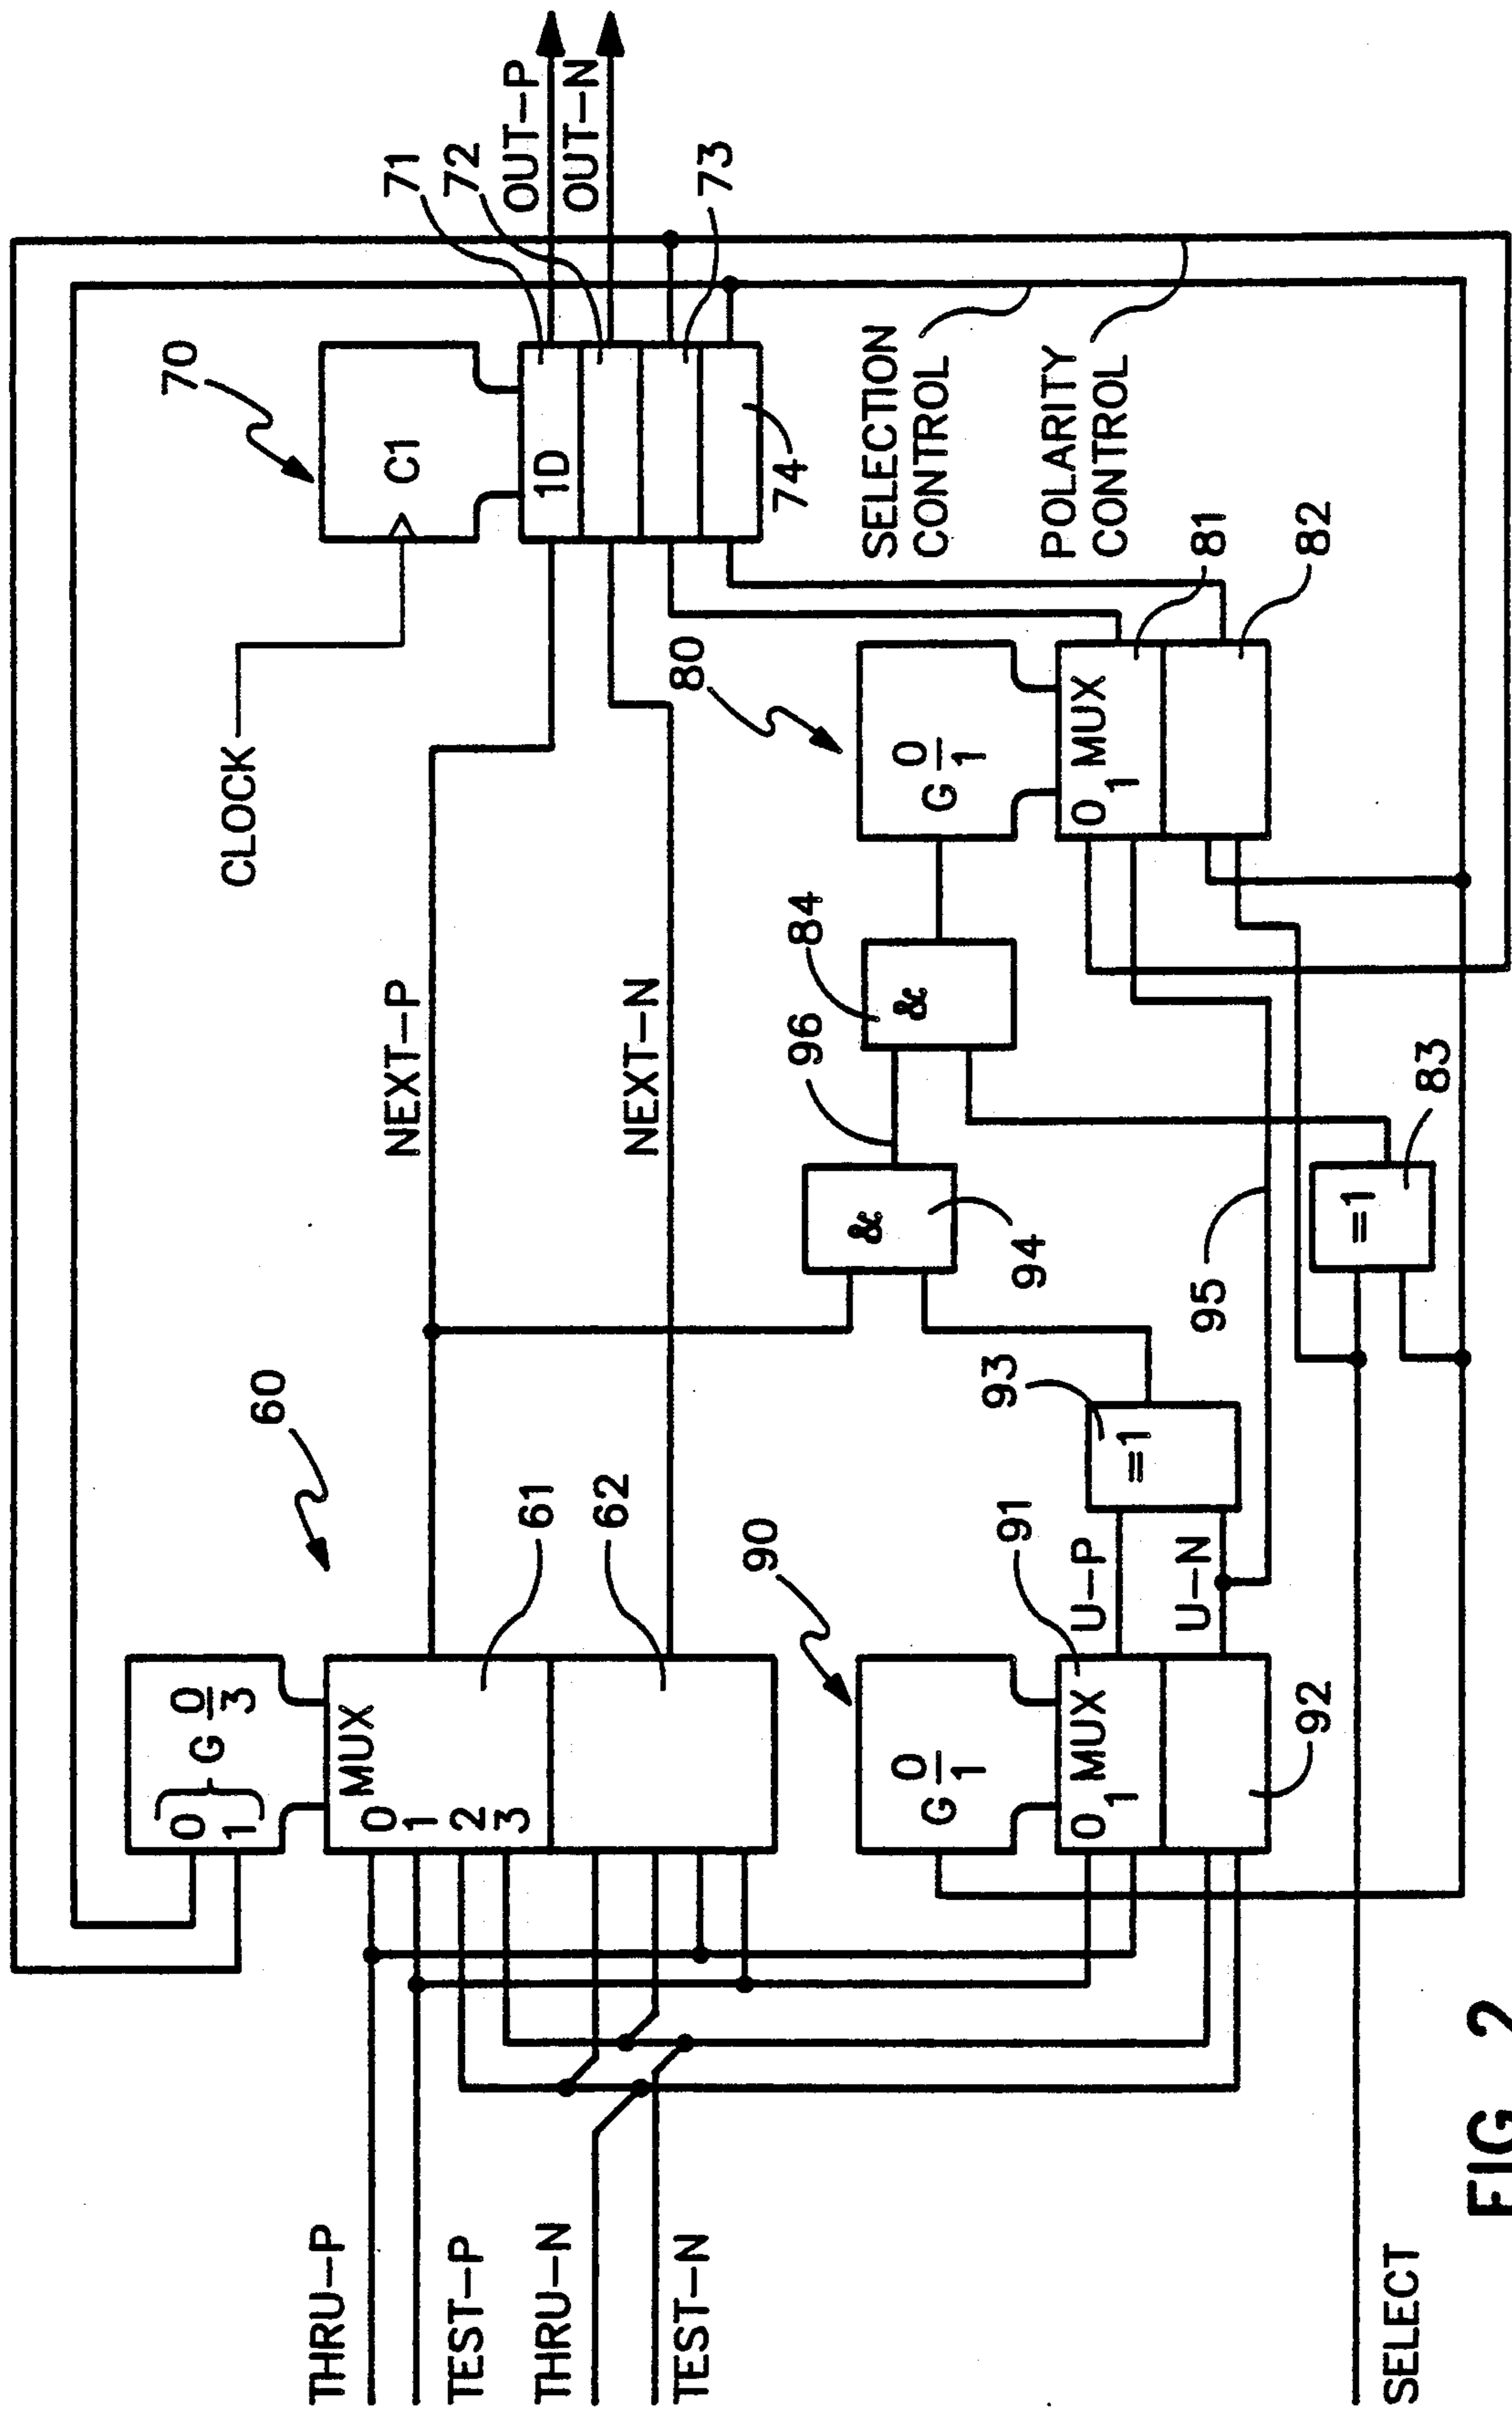 THRU-P
TEST-P
THRU-N
TEST-N
SELECT
0
1
G 0/3
MUX
0
1
2
3
60
61
62
NEXT-P
NEXT-N
CLOCK
C1
70
1D
71
72
73
74
OUT-P
OUT-N
SELECTION
CONTROL
POLARITY
CONTROL
90
G 0/1
0 MUX
1
91
92
U-P
U-N
=1
93
&
94
95
96
&
84
80
G 0/1
0 MUX
1
81
82
=1
83
FIG 2